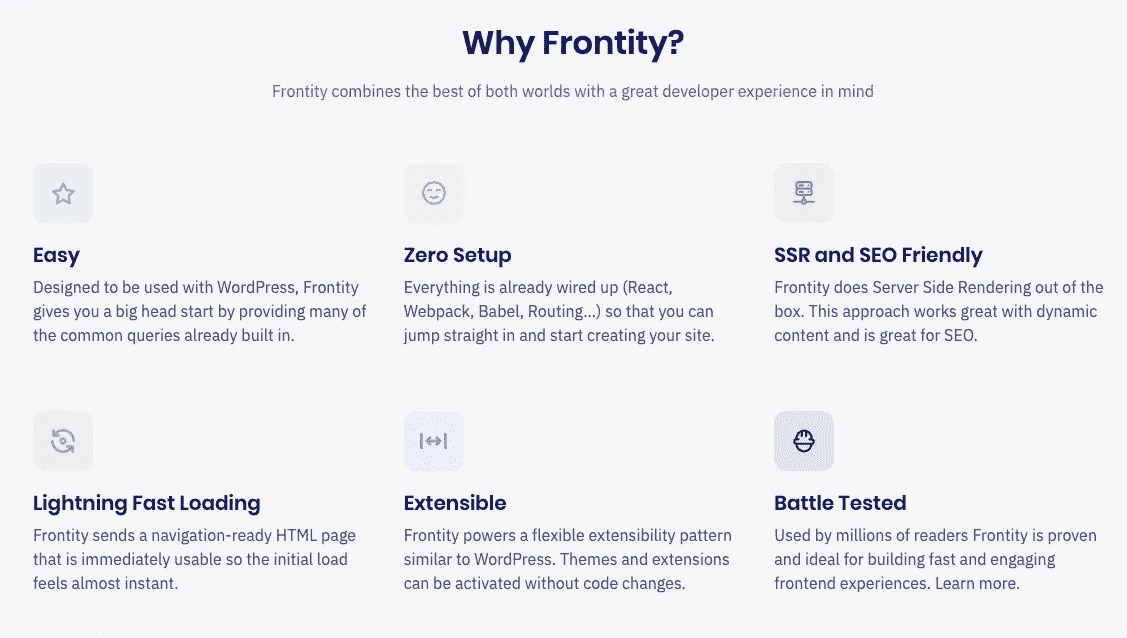 Why Frontity?
Frontity combines the best of both worlds with a great developer experience in mind
Easy
Designed to be used with WordPress, Frontity
gives you a big head start by providing many of
the common queries already built in.
Zero Setup
Everything is already wired up (React,
Webpack, Babel, Routing...) so that you can
jump straight in and start creating your site.
SSR and SEO Friendly
Frontity does Server Side Rendering out of the
box. This approach works great with dynamic
content and is great for SEO.
Lightning Fast Loading
Frontity sends a navigation-ready HTML page
that is immediately usable so the initial load
feels almost instant.
Extensible
Frontity powers a flexible extensibility pattern
similar to WordPress. Themes and extensions
can be activated without code changes.
Battle Tested
Used by millions of readers Frontity is proven
and ideal for building fast and engaging
frontend experiences. Learn more.